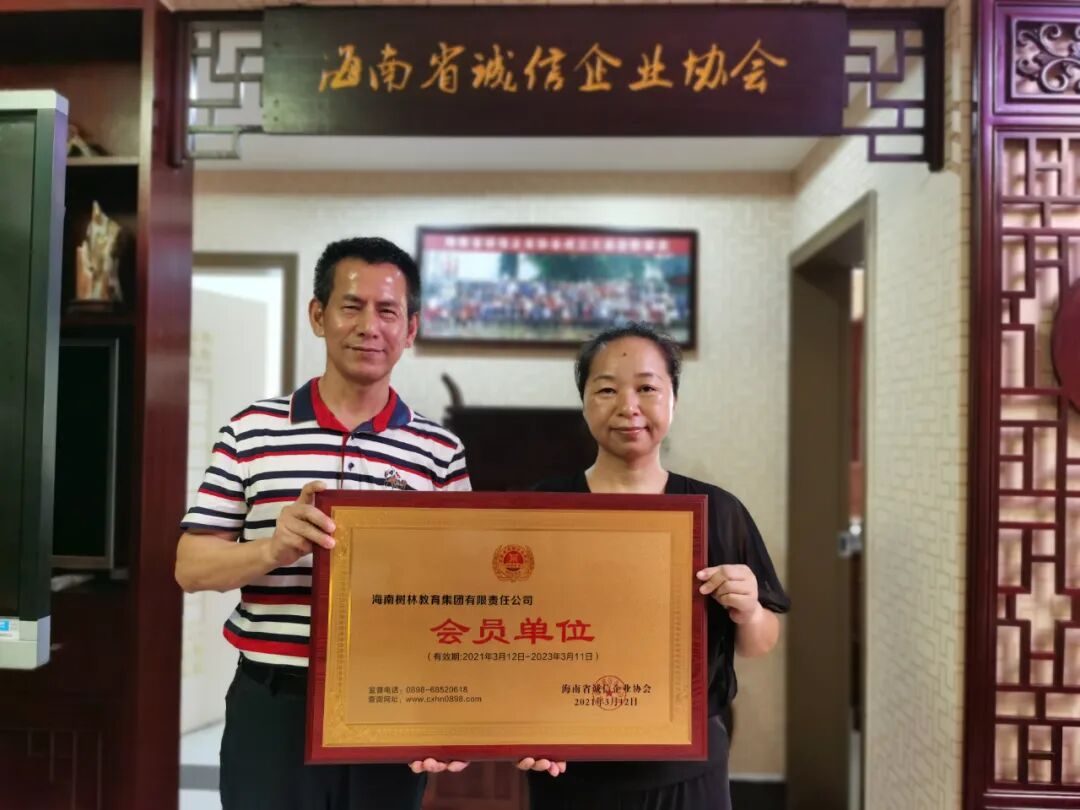 海南省诚信企业协会
海南树林教育集团有限责任公司
会员单位
(有效期:2021年3月12日-2023年3月11日)
监督电话:0898-68529618
查询网址:www.cxhn0898.com
海南省诚信企业协会
2021年3月12日